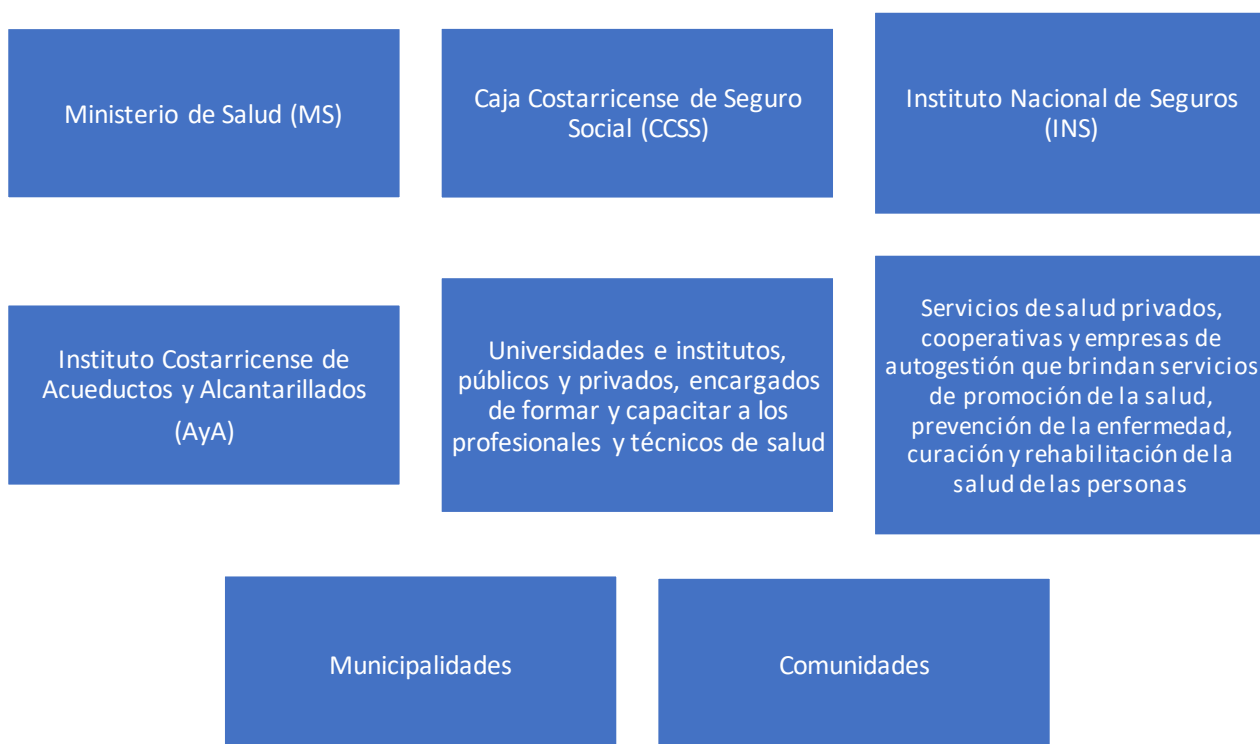 Ministerio de Salud (MS)
Caja Costarricense de Seguro
Social (CCSS)
Instituto Nacional de Seguros
(INS)
Instituto Costarricense de
Acueductos y Alcantarillados
(AyA)
Universidades e institutos,
públicos y privados, encargados
de formar y capacitar a los
profesionales y técnicos de salud
Servicios de salud privados,
cooperativas y empresas de
autogestión que brindan servicios
de promoción de la salud,
prevención de la enfermedad,
curación y rehabilitación de la
salud de las personas
Municipalidades
Comunidades